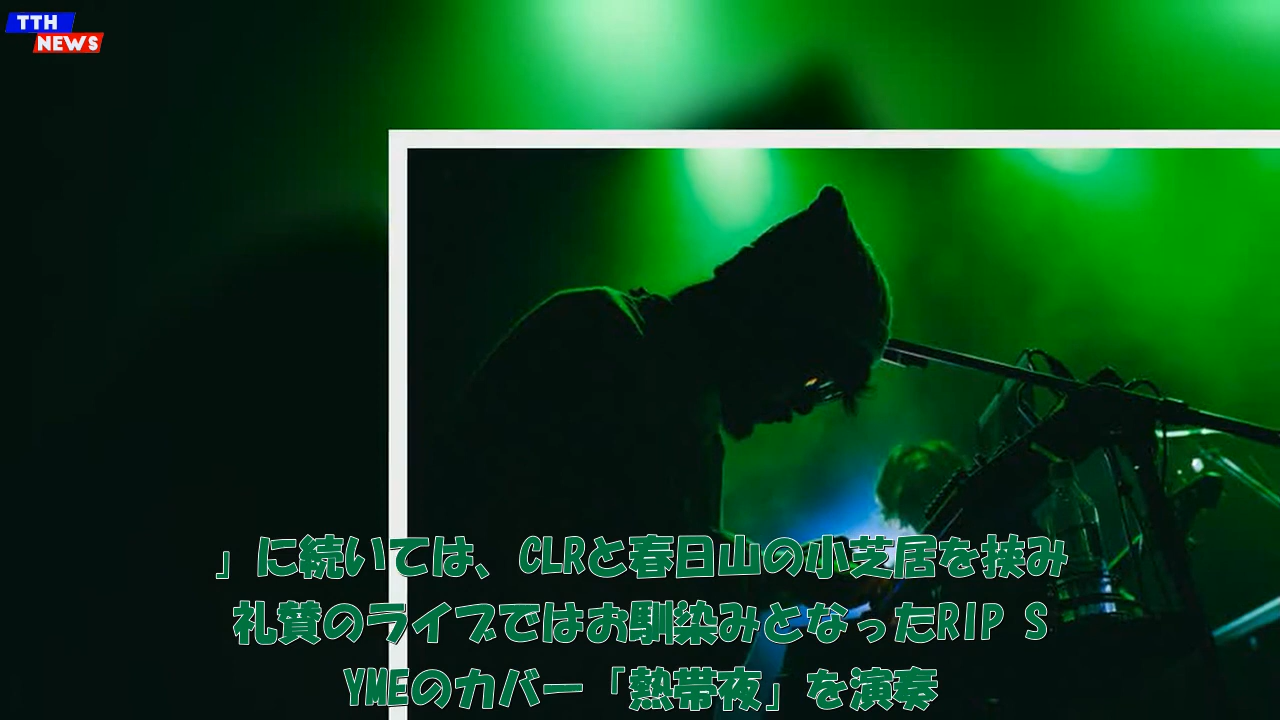 TTH
NEWS
」に続いては、CLRと春日山の小芝居を挟み
礼賛のライブではお馴染みとなったRIP S
YMEのカバー「熱帯夜」を演奏